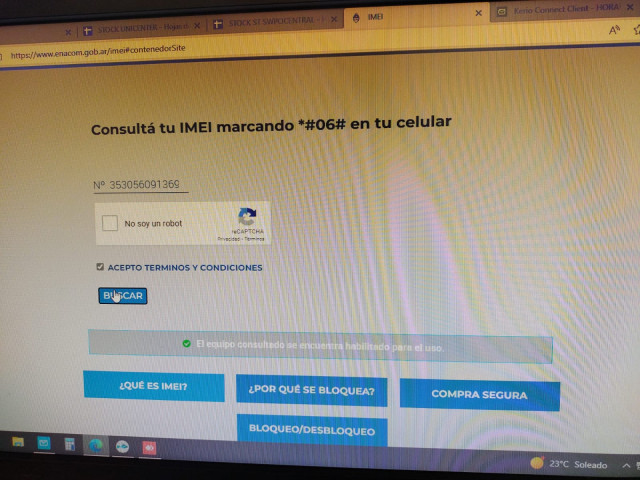 STOCK UNICENTER
STOCK ST SWPOCENTRAL
IMEI
Kerio Connect Client - HORA
https://www.enacom.gob.ar/imei#contenedorSite
Consultá tu IMEI marcando *#06# en tu celular
Nº 353056091369
No soy un robot
reCAPTCHA
Privacidad - Términos
ACEPTO TERMINOS Y CONDICIONES
BUSCAR
El equipo consultado se encuentra habilitado para el uso.
¿QUÉ ES IMEI?
¿POR QUÉ SE BLOQUEA?
COMPRA SEGURA
BLOQUEO/DESBLOQUEO
23°C Soleado